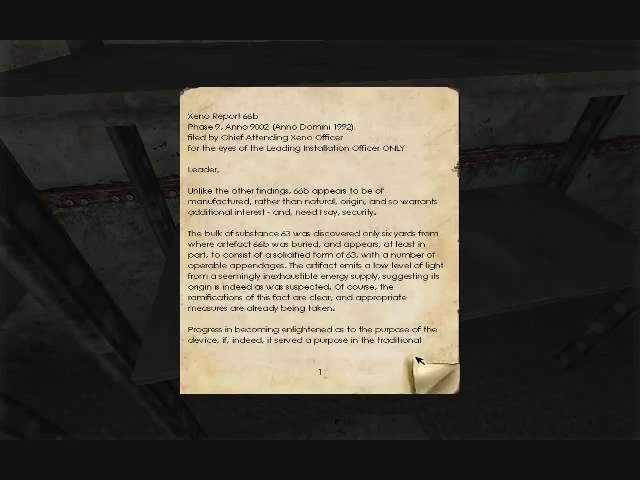 Xeno Report 66b
Phase 9, Anno 9002 (Anno Domini 1992)
filed by Chief Attending Xeno Officer
for the eyes of the Leading Installation Officer ONLY
Leader,
Unlike the other findings, 66b appears to be of
manufactured, rather than natural, origin, and so warrants
additional interest - and, need I say, security.
The bulk of substance 63 was discovered only six yards from
where artefact 66b was buried, and appears, at least in
part, to consist of a solidified form of 63, with a number of
operable appendages. The artifact emits a low level of light
from a seemingly inexhaustible energy supply, suggesting its
origin is indeed as was suspected. Of course, the
ramifications of this fact are clear, and appropriate
measures are already being taken.
Progress in becoming enlightened as to the purpose of the
device, if, indeed, it served a purpose in the traditional
1